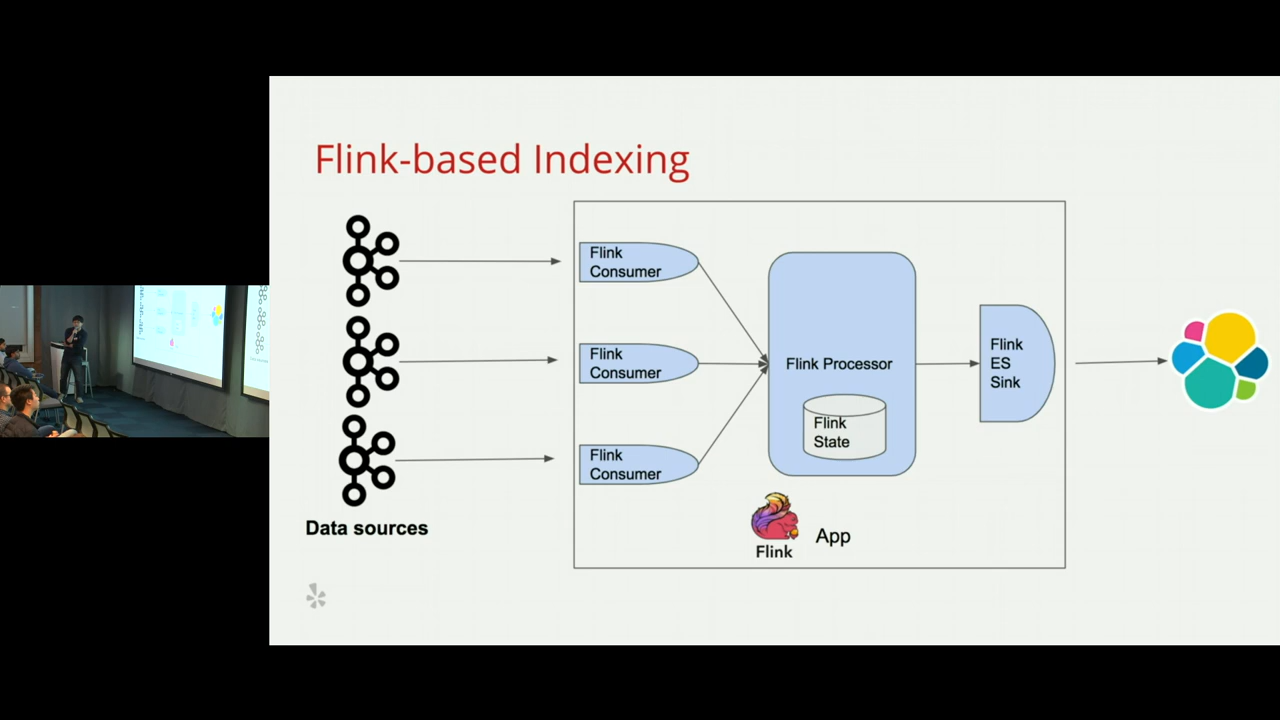 Flink-based Indexing
Flink
Consumer
Flink
Consumer
Flink
Consumer
Flink Processor
Flink
State
Flink
ES
Sink
Data sources
Flink
App